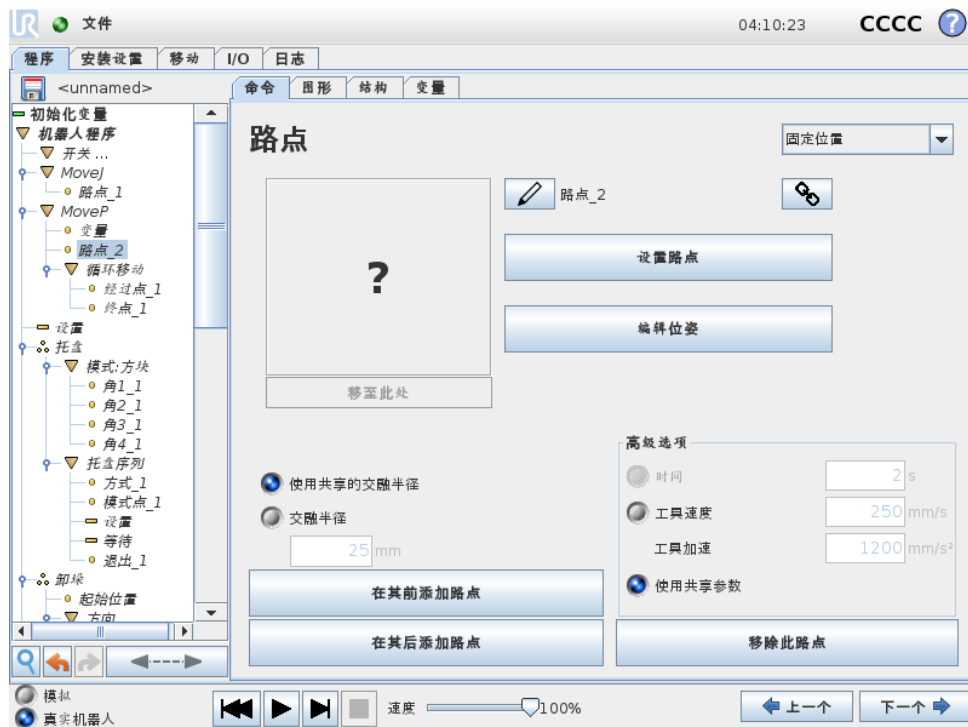 UR 文件 04:10:23 CCCC ?
程序 安装设置 移动 I/O 日志
<unnamed>
命令 图形 结构 变量
初始化变量
机器人程序
开关 ...
MoveJ
路点_1
MoveP
变量
路点_2
循环移动
经过点_1
终点_1
设置
托盘
模式:方块
角1_1
角2_1
角3_1
角4_1
托盘序列
方式_1
模式点_1
设置
等待
退出_1
卸垛
起始位置
方向
路点
固定位置
?
路点_2
设置路点
编辑位姿
移至此处
使用共享的交融半径
交融半径
25 mm
高级选项
时间 2 s
工具速度 250 mm/s
工具加速 1200 mm/s²
使用共享参数
在其前添加路点
在其后添加路点
移除此路点
模拟
真实机器人
速度 100%
上一个
下一个